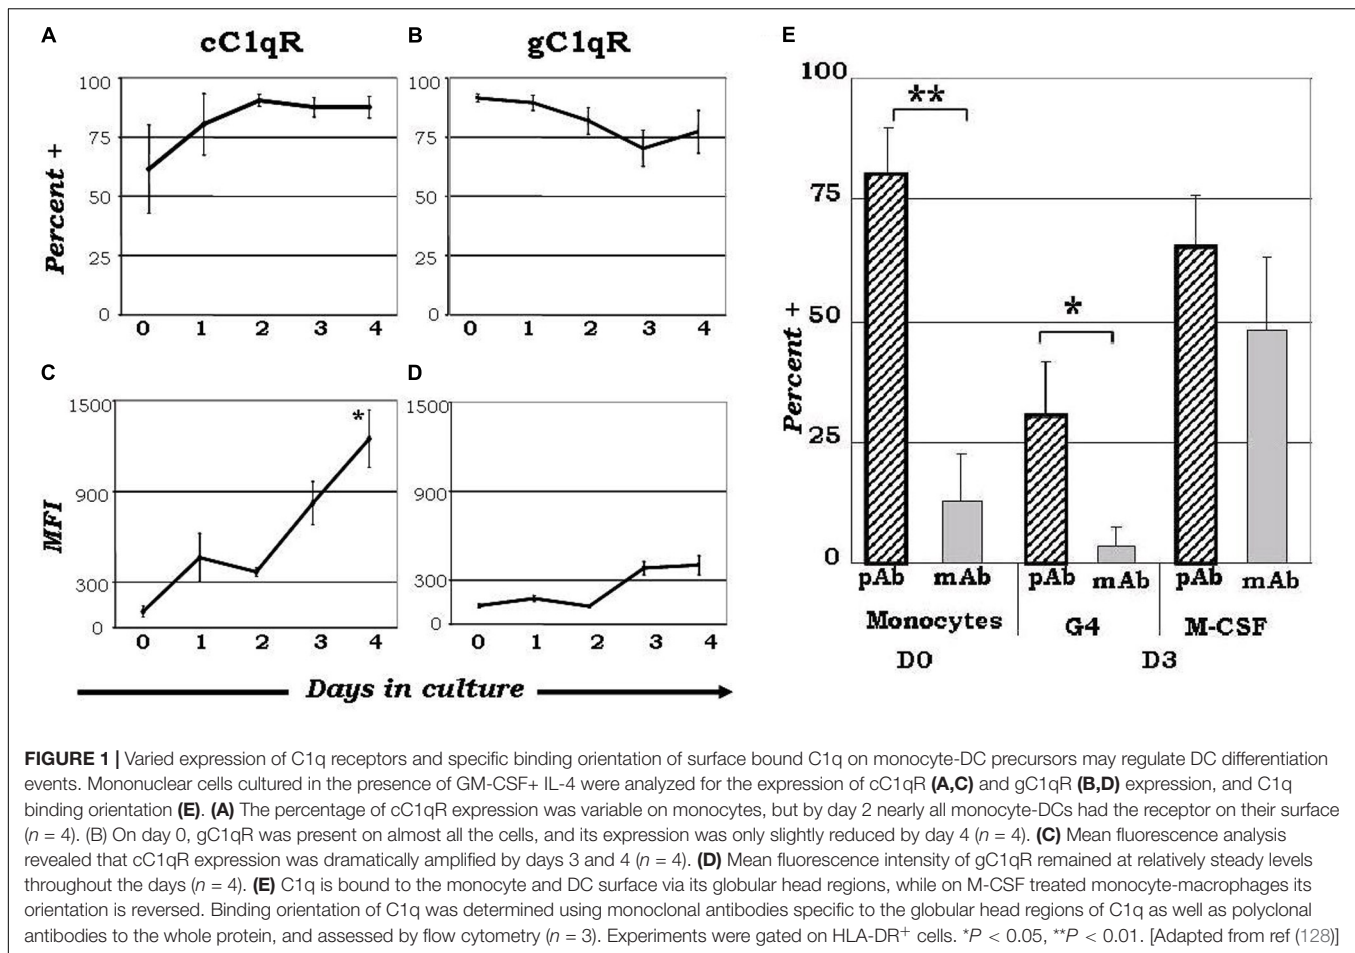 A
cC1qR
B
gC1qR
E
Percent +
100
75
50
25
0
0 1 2 3 4
100
75
50
25
0
0 1 2 3 4
C
D
MFI
1500
900
300
0
*
0 1 2 3 4
1500
900
300
0
0 1 2 3 4
Days in culture
Percent +
100
75
50
25
0
**
*
pAb mAb pAb mAb pAb mAb
Monocytes G4 M-CSF
D0 D3
FIGURE 1 | Varied expression of C1q receptors and specific binding orientation of surface bound C1q on monocyte-DC precursors may regulate DC differentiation
events. Mononuclear cells cultured in the presence of GM-CSF+ IL-4 were analyzed for the expression of cC1qR (A,C) and gC1qR (B,D) expression, and C1q
binding orientation (E). (A) The percentage of cC1qR expression was variable on monocytes, but by day 2 nearly all monocyte-DCs had the receptor on their surface
(n = 4). (B) On day 0, gC1qR was present on almost all the cells, and its expression was only slightly reduced by day 4 (n = 4). (C) Mean fluorescence analysis
revealed that cC1qR expression was dramatically amplified by days 3 and 4 (n = 4). (D) Mean fluorescence intensity of gC1qR remained at relatively steady levels
throughout the days (n = 4). (E) C1q is bound to the monocyte and DC surface via its globular head regions, while on M-CSF treated monocyte-macrophages its
orientation is reversed. Binding orientation of C1q was determined using monoclonal antibodies specific to the globular head regions of C1q as well as polyclonal
antibodies to the whole protein, and assessed by flow cytometry (n = 3). Experiments were gated on HLA-DR+ cells. *P < 0.05, **P < 0.01. [Adapted from ref (128)]